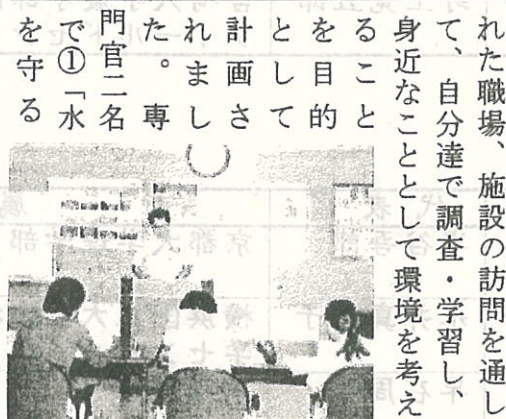 れた職場、施設の訪問を通し
て、自分達で調査・学習し、
身近なこととして環境を考え
ること
を目的
として
計画さ
れまし
た。専
門官二名
で①「水
を守る